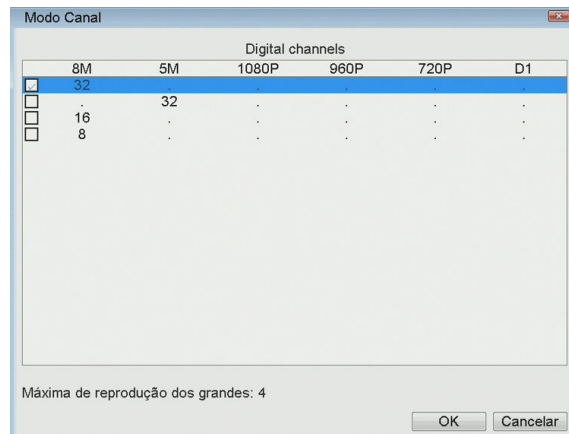 Modo Canal
Digital channels
8M 5M 1080P 960P 720P D1
32 . . . . .
. 32 . . . .
16 . . . . .
8 . . . . .
Máxima de reprodução dos grandes: 4
OK Cancelar